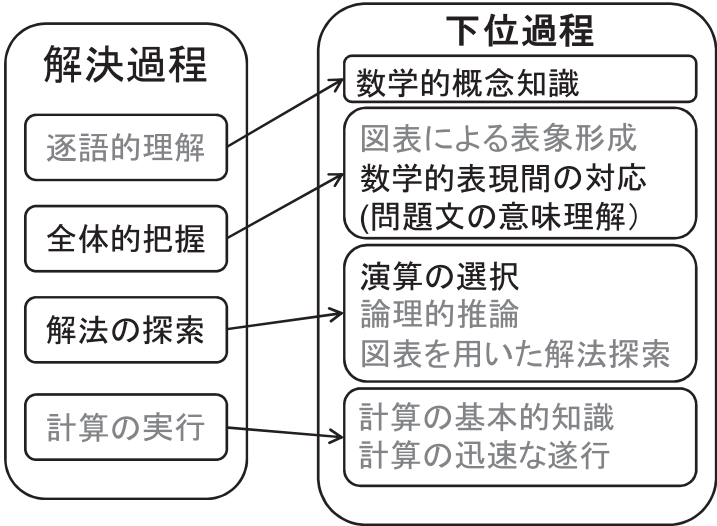 解決過程
逐語的理解
全体的把握
解法の探索
計算の実行
下位過程
数学的概念知識
図表による表象形成
数学的表現間の対応
(問題文の意味理解）
演算の選択
論理的推論
図表を用いた解法探索
計算の基本的知識
計算の迅速な遂行